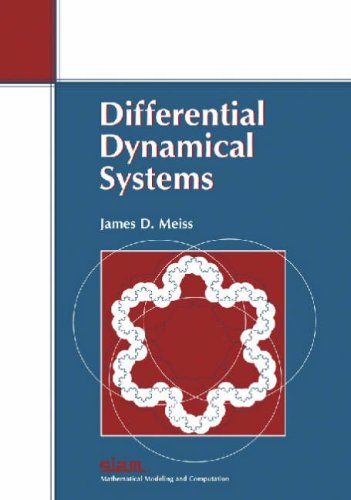 Differential
Dynamical
Systems
James D. Meiss
siam
Mathematical Modeling and Computation